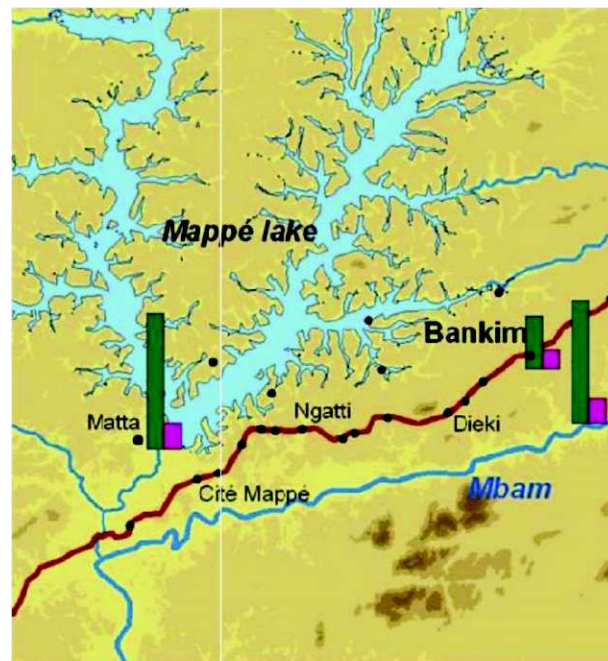 Mappé lake
Bankim
Matta
Ngatti
Dieki
Cité Mappé
Mbam